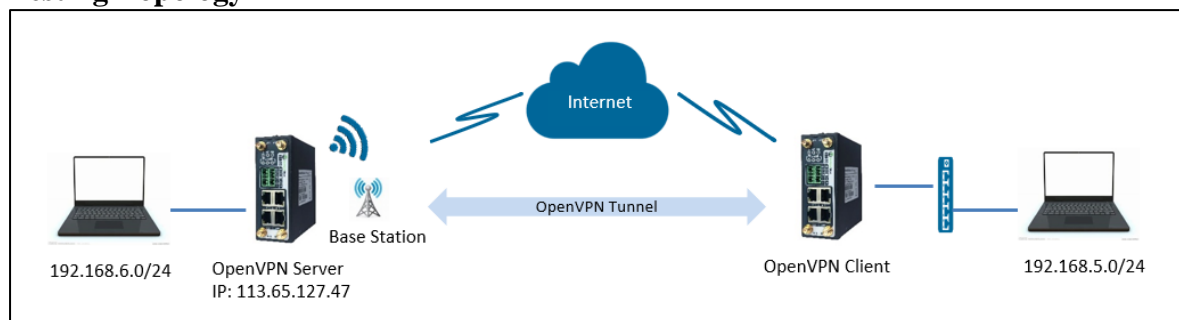 Internet
OpenVPN Tunnel
Base Station
192.168.6.0/24
OpenVPN Server
IP: 113.65.127.47
OpenVPN Client
192.168.5.0/24